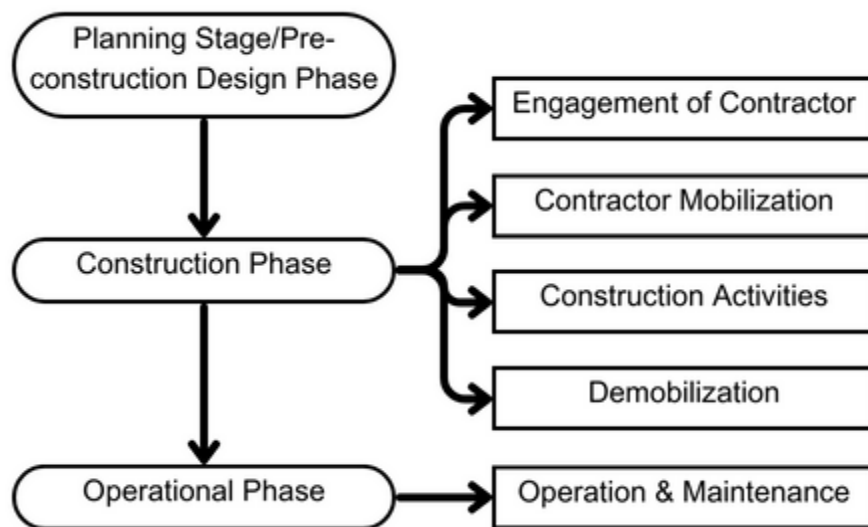 Planning Stage/Pre-
construction Design Phase
Engagement of Contractor
Contractor Mobilization
Construction Phase
Construction Activities
Demobilization
Operational Phase
Operation & Maintenance